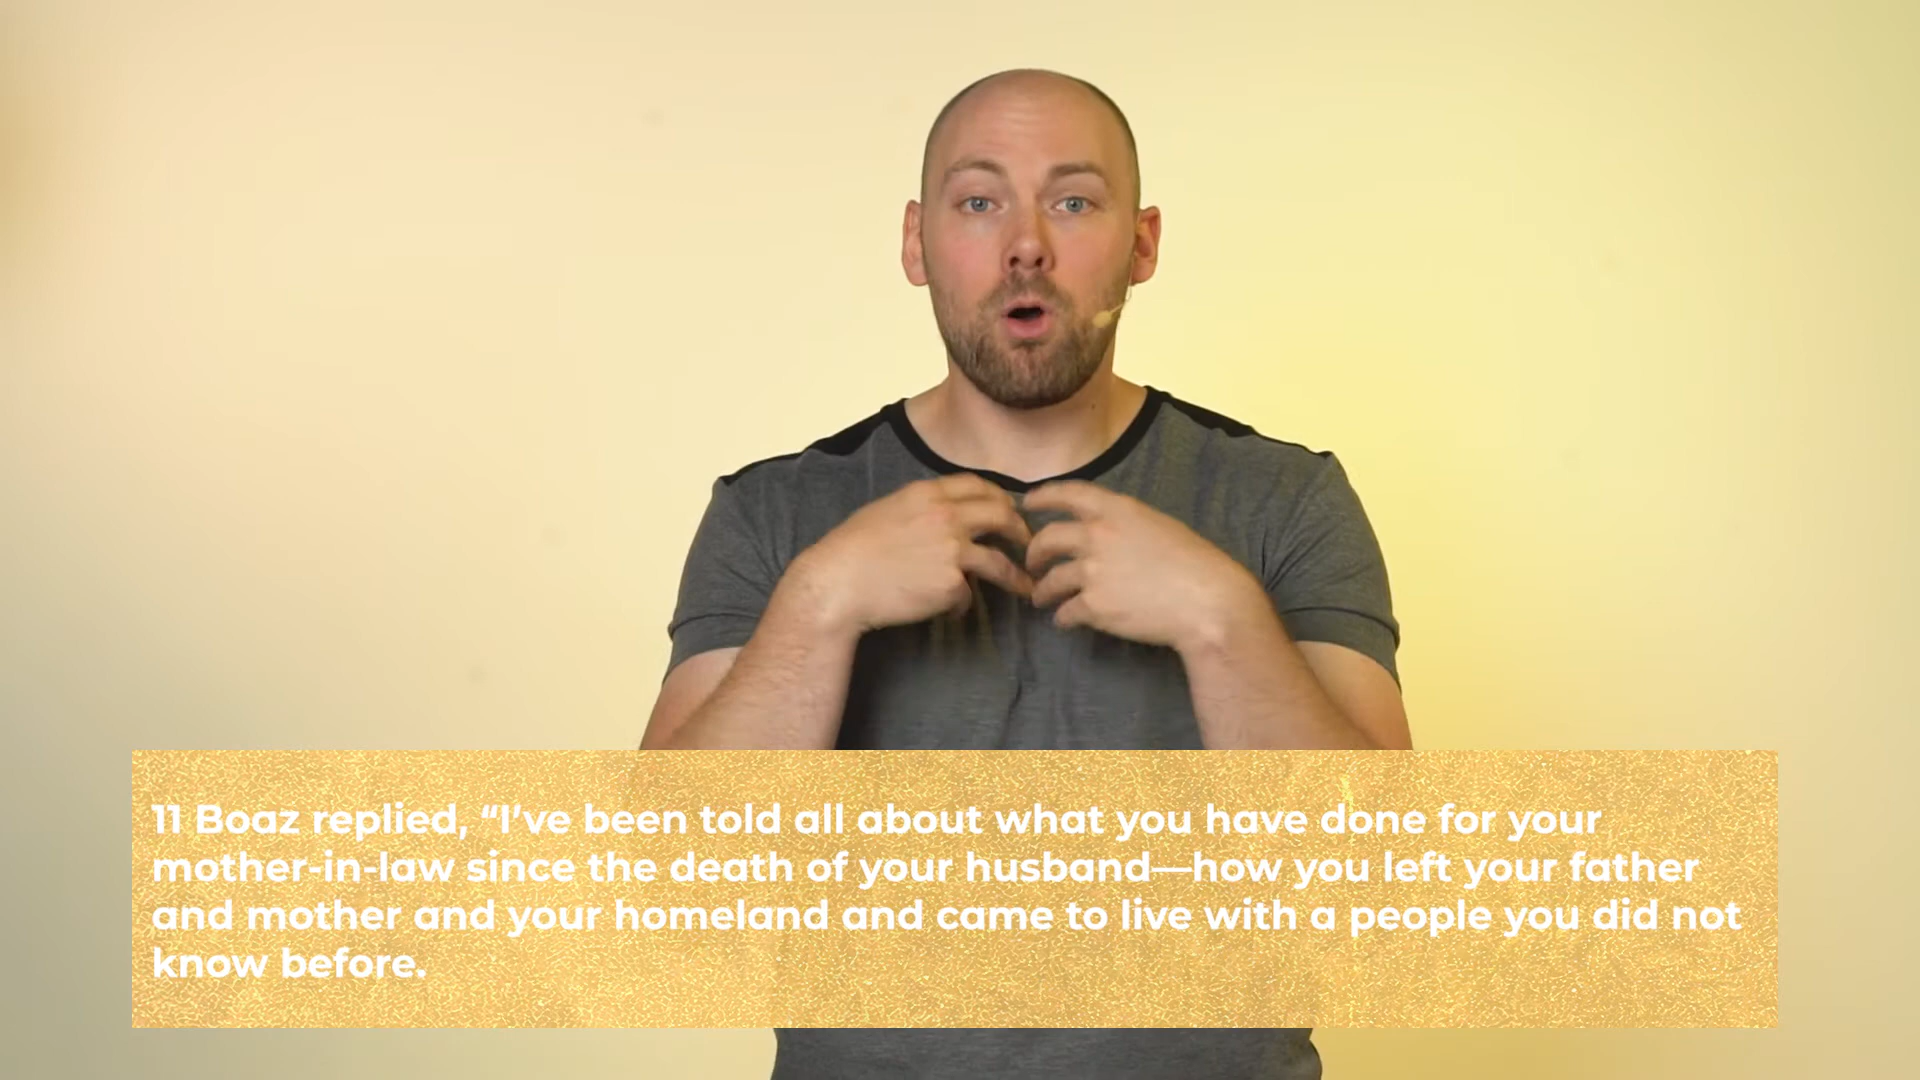 11 Boaz replied, “I’ve been told all about what you have done for your
mother-in-law since the death of your husband—how you left your father
and mother and your homeland and came to live with a people you did not
know before.